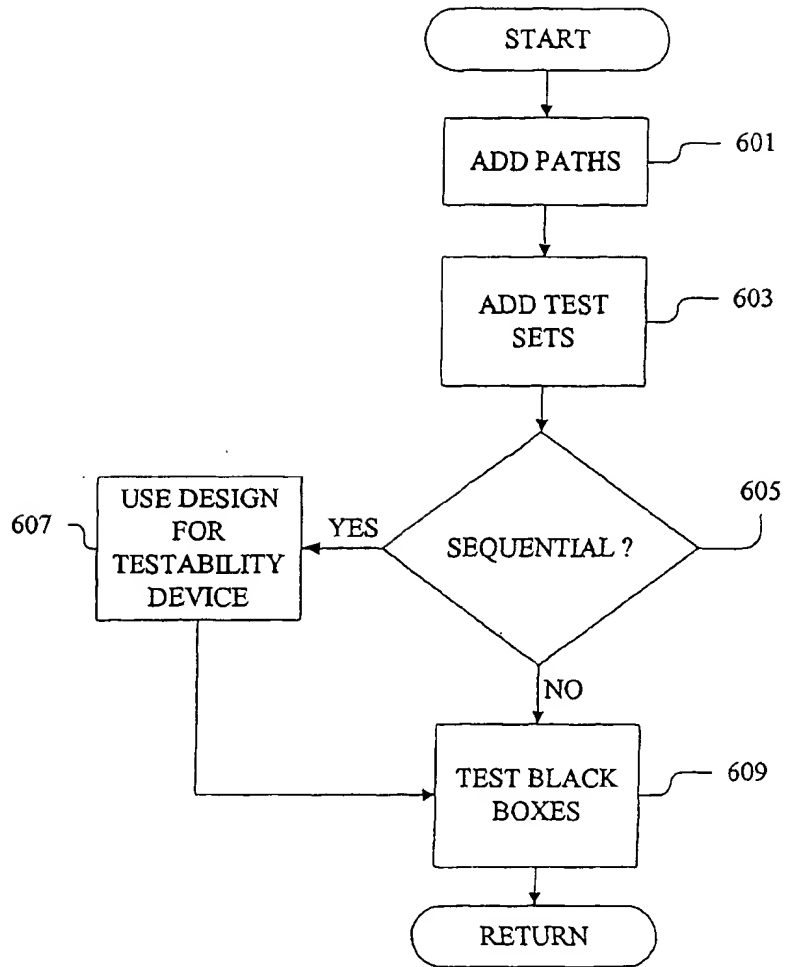 START
ADD PATHS
601
ADD TEST
SETS
603
SEQUENTIAL ?
605
YES
USE DESIGN
FOR
TESTABILITY
DEVICE
607
NO
TEST BLACK
BOXES
609
RETURN